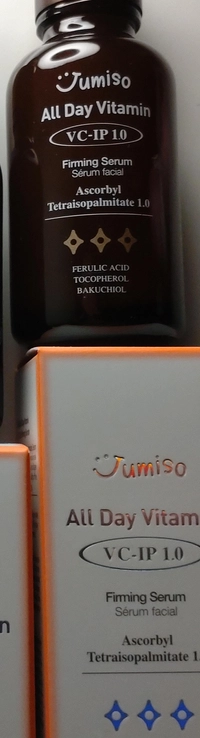 Jumiso
All Day Vitamin
VC-IP 1.0
Firming Serum
Sérum facial
Ascorbyl
Tetraisopalmitate 1.0
FERULIC ACID
TOCOPHEROL
BAKUCHIOL
Jumiso
All Day Vitam
VC-IP 1.0
Firming Serum
Sérum facial
Ascorbyl
Tetraisopalmitate 1.
n